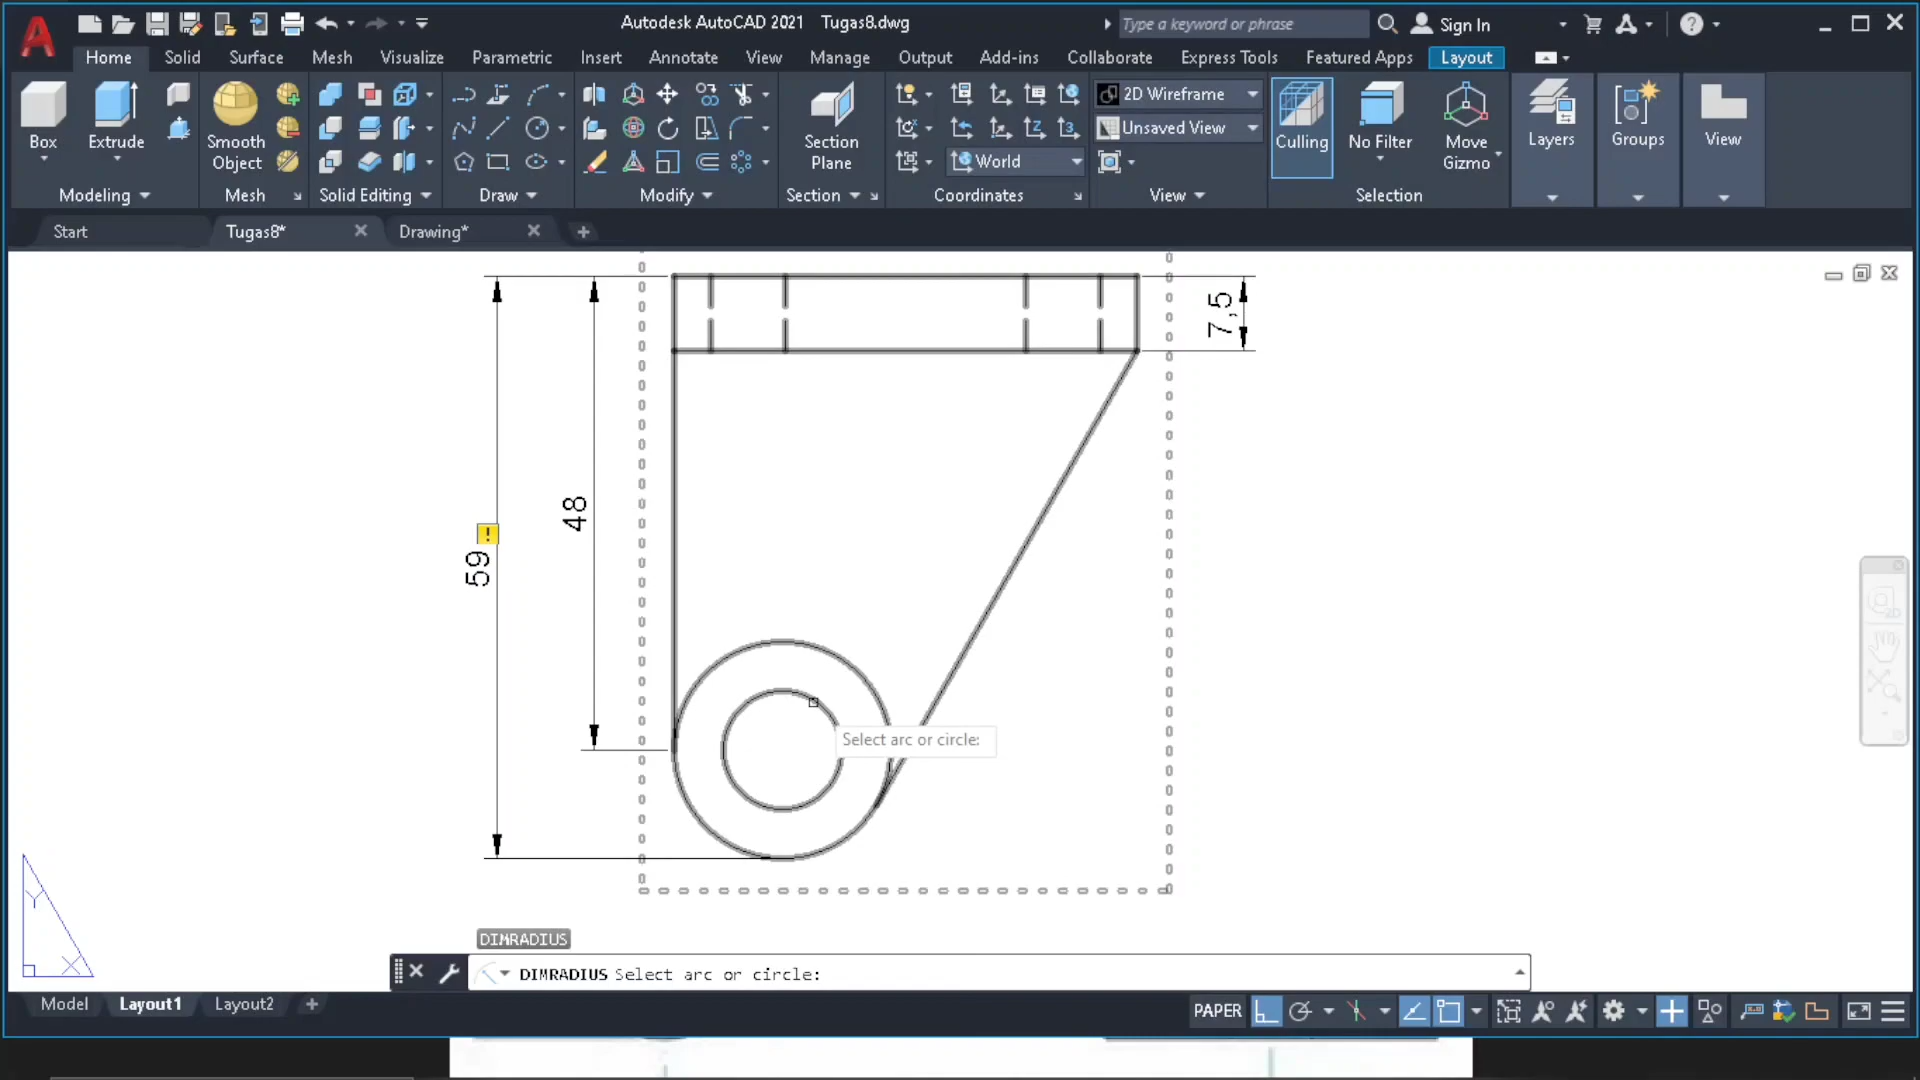 Autodesk AutoCAD 2021 Tugas8.dwg
Type a keyword or phrase
Sign In
Home Solid Surface Mesh Visualize Parametric Insert Annotate View Manage Output Add-ins Collaborate Express Tools Featured Apps Layout
Box
Extrude
Smooth Object
Section Plane
World
2D Wireframe
Unsaved View
Culling
No Filter
Move Gizmo
Layers
Groups
View
Modeling Mesh Solid Editing Draw Modify Section Coordinates View Selection
Start Tugas8* Drawing*
7,5
48
59
!
Select arc or circle:
Y
X
DIMRADIUS
DIMRADIUS Select arc or circle:
Model Layout1 Layout2
PAPER